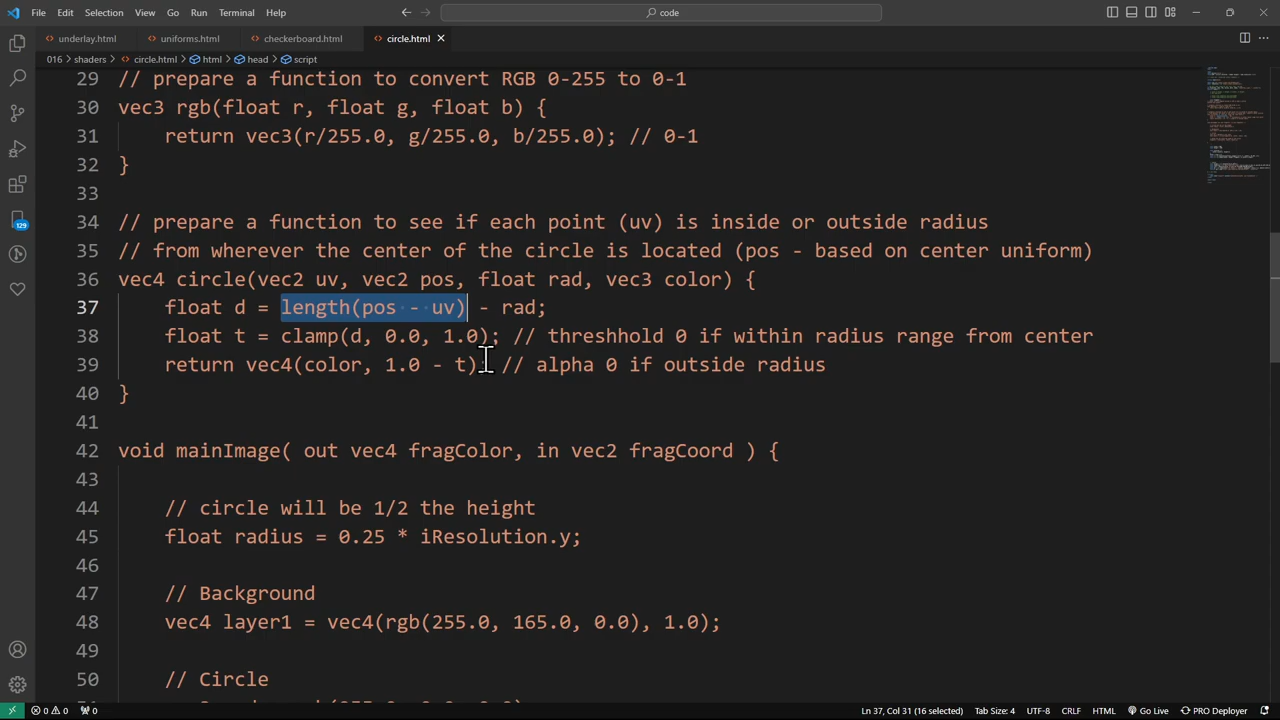 File Edit Selection View Go Run Terminal Help
code
underlay.html uniforms.html checkerboard.html circle.html
016 > shaders > circle.html > html > head > script
29 // prepare a function to convert RGB 0-255 to 0-1
30 vec3 rgb(float r, float g, float b) {
31 return vec3(r/255.0, g/255.0, b/255.0); // 0-1
32 }
33
34 // prepare a function to see if each point (uv) is inside or outside radius
35 // from wherever the center of the circle is located (pos - based on center uniform)
36 vec4 circle(vec2 uv, vec2 pos, float rad, vec3 color) {
37 float d = length(pos - uv) - rad;
38 float t = clamp(d, 0.0, 1.0); // threshhold 0 if within radius range from center
39 return vec4(color, 1.0 - t); // alpha 0 if outside radius
40 }
41
42 void mainImage( out vec4 fragColor, in vec2 fragCoord ) {
43
44 // circle will be 1/2 the height
45 float radius = 0.25 * iResolution.y;
46
47 // Background
48 vec4 layer1 = vec4(rgb(255.0, 165.0, 0.0), 1.0);
49
50 // Circle
129
0 0 0 Ln 37, Col 31 (16 selected) Tab Size: 4 UTF-8 CRLF HTML Go Live PRO Deployer